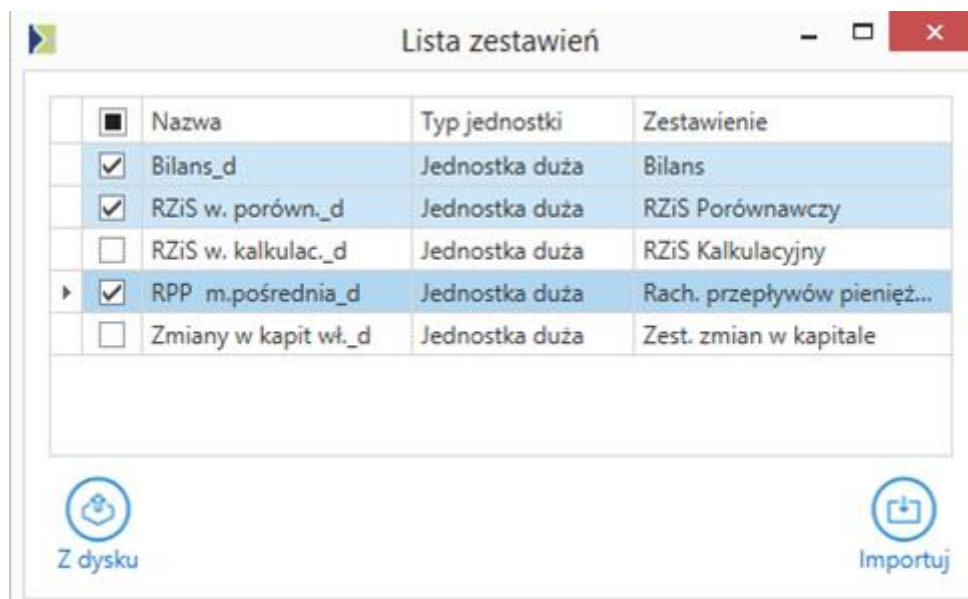 Lista zestawień
Nazwa Typ jednostki Zestawienie
Bilans_d Jednostka duża Bilans
RZiS w. porówn._d Jednostka duża RZiS Porównawczy
RZiS w. kalkulac._d Jednostka duża RZiS Kalkulacyjny
RPP m.pośrednia_d Jednostka duża Rach. przepływów pienięż...
Zmiany w kapit wł._d Jednostka duża Zest. zmian w kapitale
Z dysku Importuj